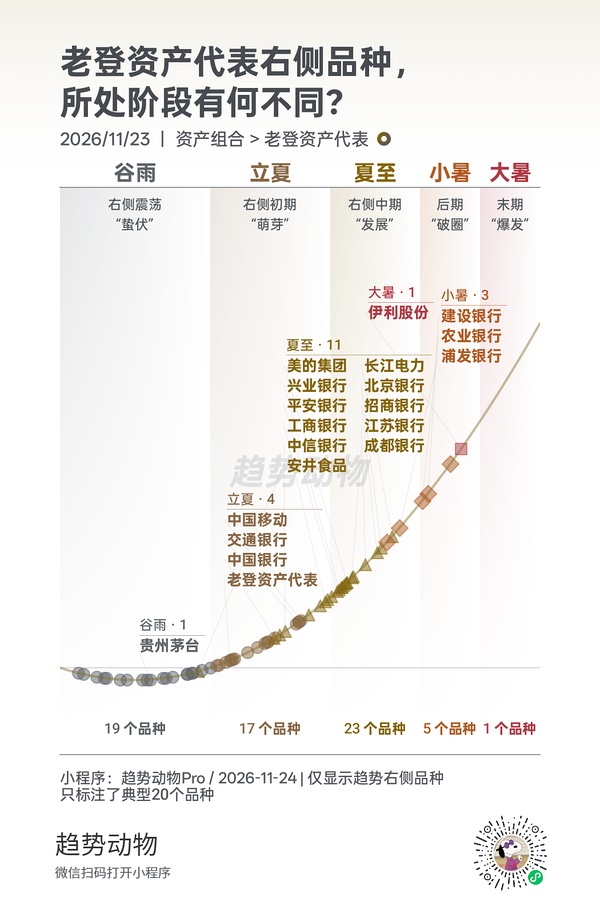 老登资产代表右侧品种，
所处阶段有何不同？
2026/11/23 | 资产组合 > 老登资产代表
谷雨
立夏
夏至
小暑
大暑
右侧震荡
“蛰伏”
右侧初期
“萌芽”
右侧中期
“发展”
后期
“破圈”
末期
“爆发”
大暑 · 1
伊利股份
小暑 · 3
建设银行
农业银行
浦发银行
夏至 · 11
美的集团 长江电力
兴业银行 北京银行
平安银行 招商银行
工商银行 江苏银行
中信银行 成都银行
安井食品
趋势动物
立夏 · 4
中国移动
交通银行
中国银行
老登资产代表
谷雨 · 1
贵州茅台
19 个品种
17 个品种
23 个品种
5 个品种
1 个品种
小程序：趋势动物Pro / 2026-11-24 | 仅显示趋势右侧品种
只标注了典型20个品种
趋势动物
微信扫码打开小程序